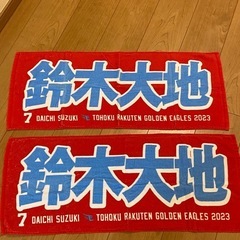 鈴木大地
7 DAICHI SUZUKI TOHOKU RAKUTEN GOLDEN EAGLES 2023
鈴木大地
7 DAICHI SUZUKI TOHOKU RAKUTEN GOLDEN EAGLES 2023